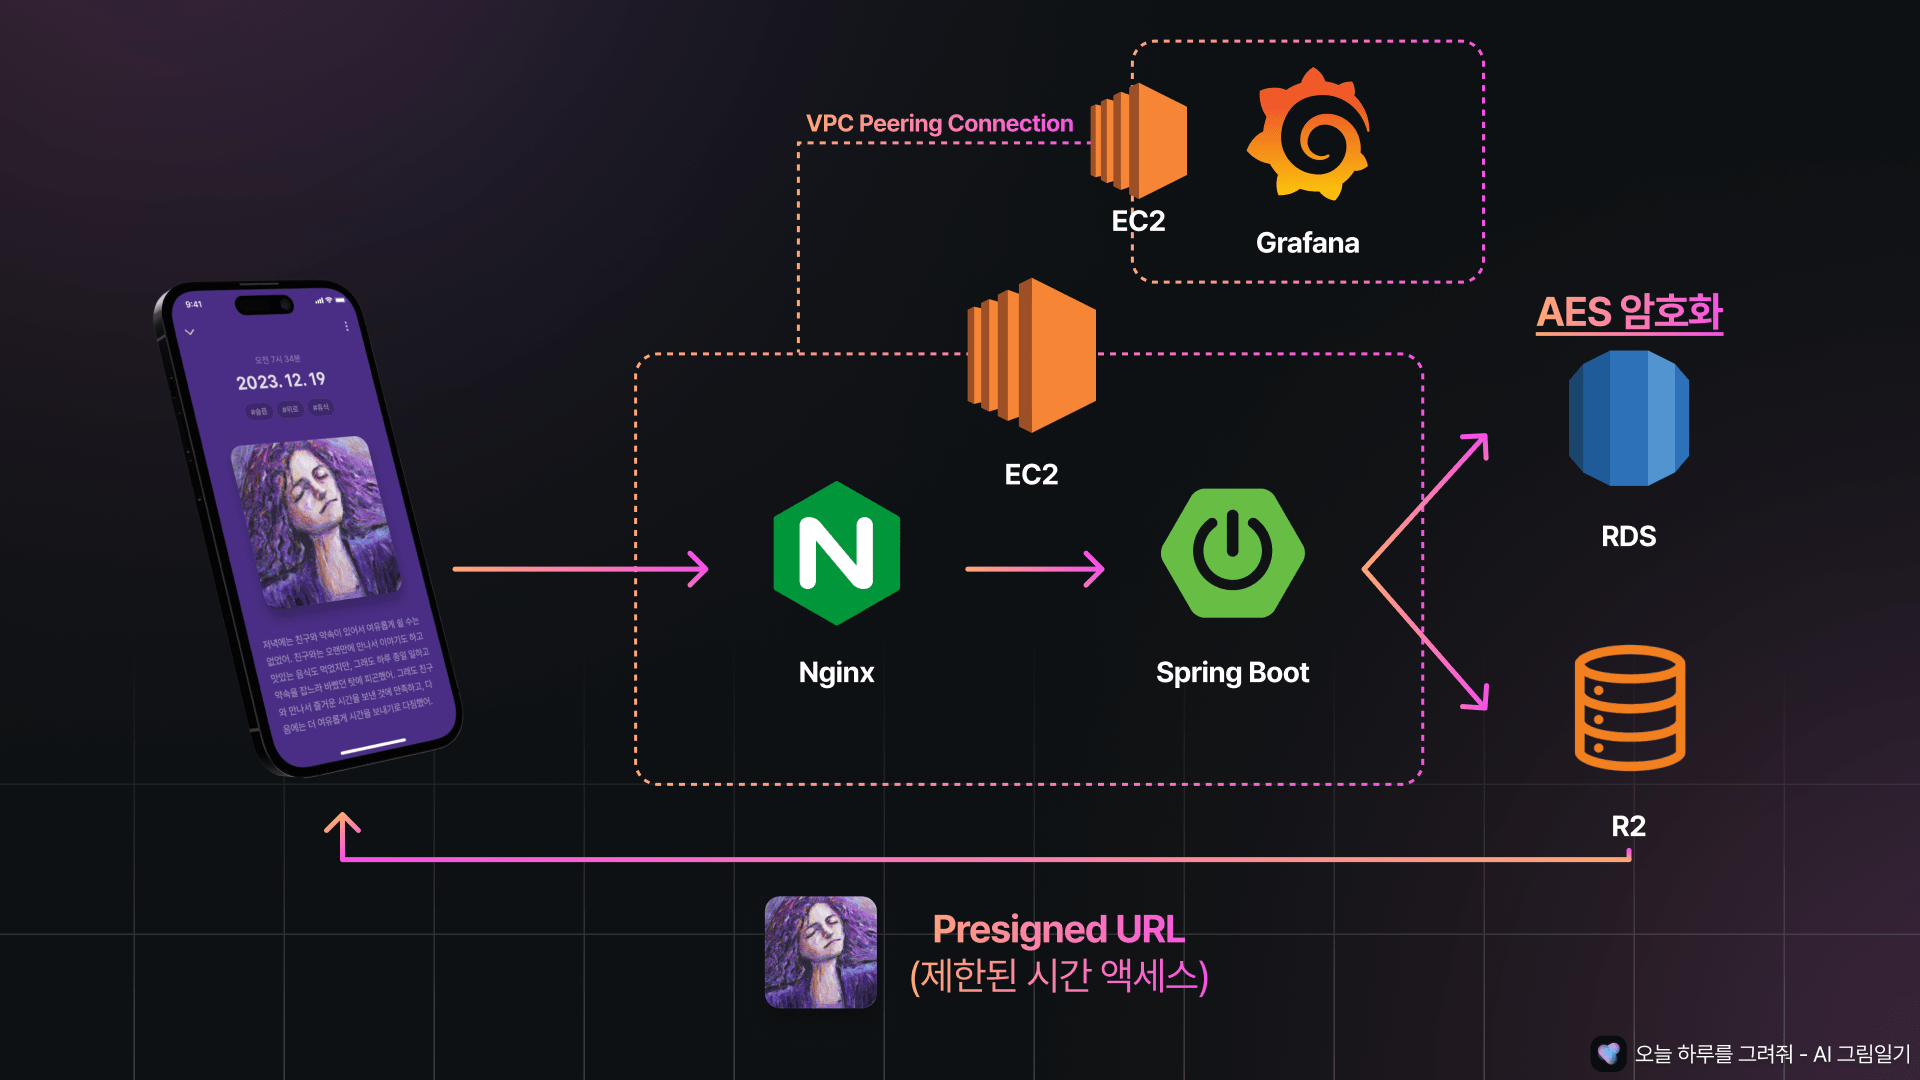 VPC Peering Connection
EC2
Grafana
AES 암호화
9:41
오전 7시 34분
2023.12.19
#슬픔 #위로 #휴식
EC2
RDS
저녁에는 친구와 약속이 있어서 여유롭게 쉴 수는
없었어. 친구와는 오랜만에 만나서 이야기도 하고
맛있는 음식도 먹었지만, 그래도 하루 종일 일하고
약속을 잡느라 바빴던 탓에 피곤했어. 그래도 친구
와 만나서 즐거운 시간을 보낸 것에 만족하고, 다
음에는 더 여유롭게 시간을 보내기로 다짐했어.
Nginx
Spring Boot
R2
Presigned URL
(제한된 시간 액세스)
오늘 하루를 그려줘 - AI 그림일기